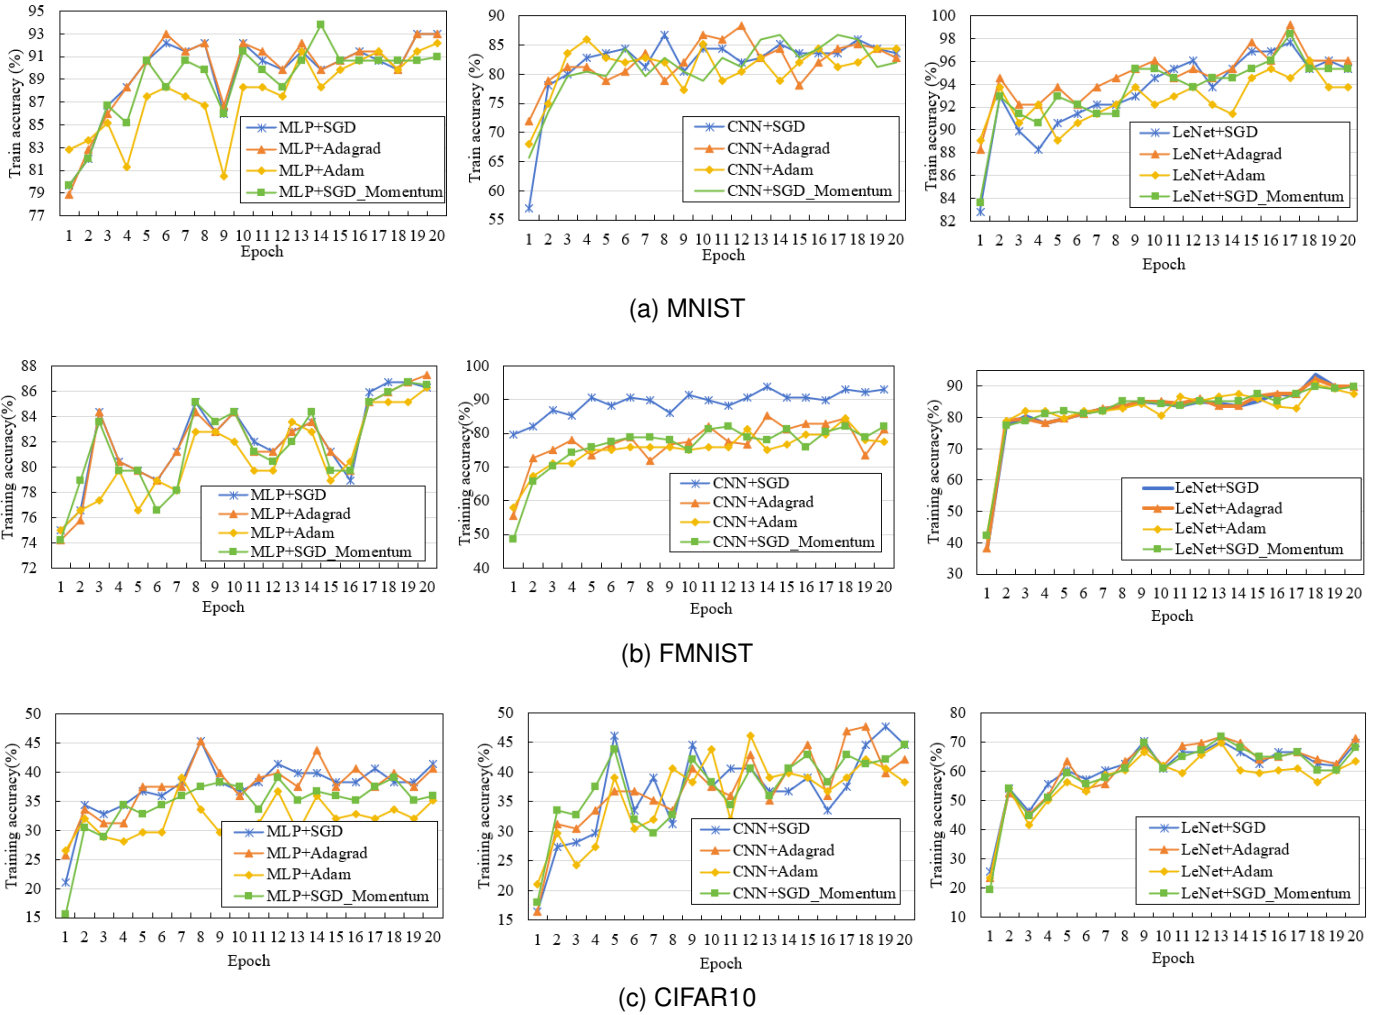 95
93
91
89
87
85
83
81
79
77
Train accuracy (%)
MLP+SGD
MLP+Adagrad
MLP+Adam
MLP+SGD_Momentum
1 2 3 4 5 6 7 8 9 10 11 12 13 14 15 16 17 18 19 20
Epoch
90
85
80
75
70
65
60
55
Train accuracy (%)
CNN+SGD
CNN+Adagrad
CNN+Adam
CNN+SGD_Momentum
1 2 3 4 5 6 7 8 9 10 11 12 13 14 15 16 17 18 19 20
Epoch
100
98
96
94
92
90
88
86
84
82
Train accuracy (%)
LeNet+SGD
LeNet+Adagrad
LeNet+Adam
LeNet+SGD_Momentum
1 2 3 4 5 6 7 8 9 10 11 12 13 14 15 16 17 18 19 20
Epoch
(a) MNIST
88
86
84
82
80
78
76
74
72
Training accuracy(%)
MLP+SGD
MLP+Adagrad
MLP+Adam
MLP+SGD_Momentum
1 2 3 4 5 6 7 8 9 10 11 12 13 14 15 16 17 18 19 20
Epoch
100
90
80
70
60
50
40
Training accuracy(%)
CNN+SGD
CNN+Adagrad
CNN+Adam
CNN+SGD_Momentum
1 2 3 4 5 6 7 8 9 10 11 12 13 14 15 16 17 18 19 20
Epoch
90
80
70
60
50
40
30
Training accuracy(%)
LeNet+SGD
LeNet+Adagrad
LeNet+Adam
LeNet+SGD_Momentum
1 2 3 4 5 6 7 8 9 10 11 12 13 14 15 16 17 18 19 20
Epoch
(b) FMNIST
50
45
40
35
30
25
20
15
Training accuracy(%)
MLP+SGD
MLP+Adagrad
MLP+Adam
MLP+SGD_Momentum
1 2 3 4 5 6 7 8 9 10 11 12 13 14 15 16 17 18 19 20
Epoch
50
45
40
35
30
25
20
15
Training accuracy(%)
CNN+SGD
CNN+Adagrad
CNN+Adam
CNN+SGD_Momentum
1 2 3 4 5 6 7 8 9 10 11 12 13 14 15 16 17 18 19 20
Epoch
80
70
60
50
40
30
20
10
Training accuracy(%)
LeNet+SGD
LeNet+Adagrad
LeNet+Adam
LeNet+SGD_Momentum
1 2 3 4 5 6 7 8 9 10 11 12 13 14 15 16 17 18 19 20
Epoch
(c) CIFAR10